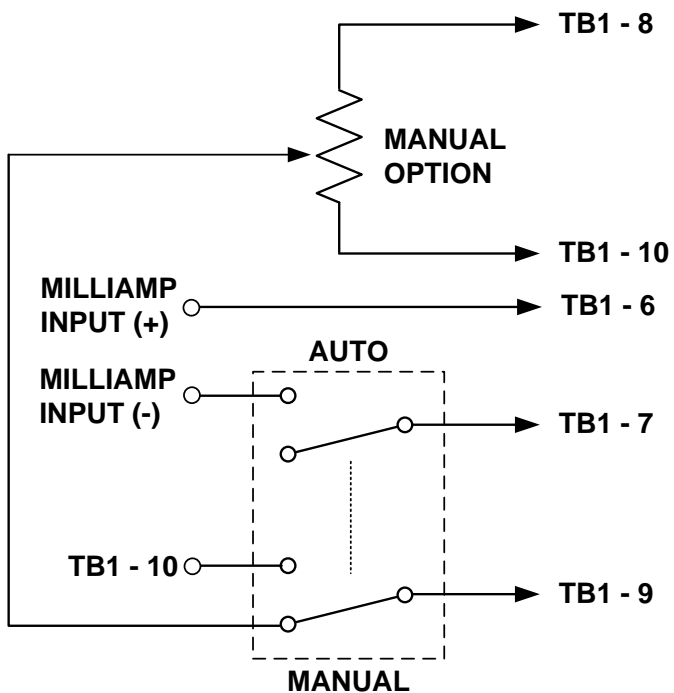 TB1 - 8
MANUAL
OPTION
TB1 - 10
MILLIAMP
INPUT (+)
TB1 - 6
AUTO
MILLIAMP
INPUT (-)
TB1 - 7
TB1 - 10
TB1 - 9
MANUAL